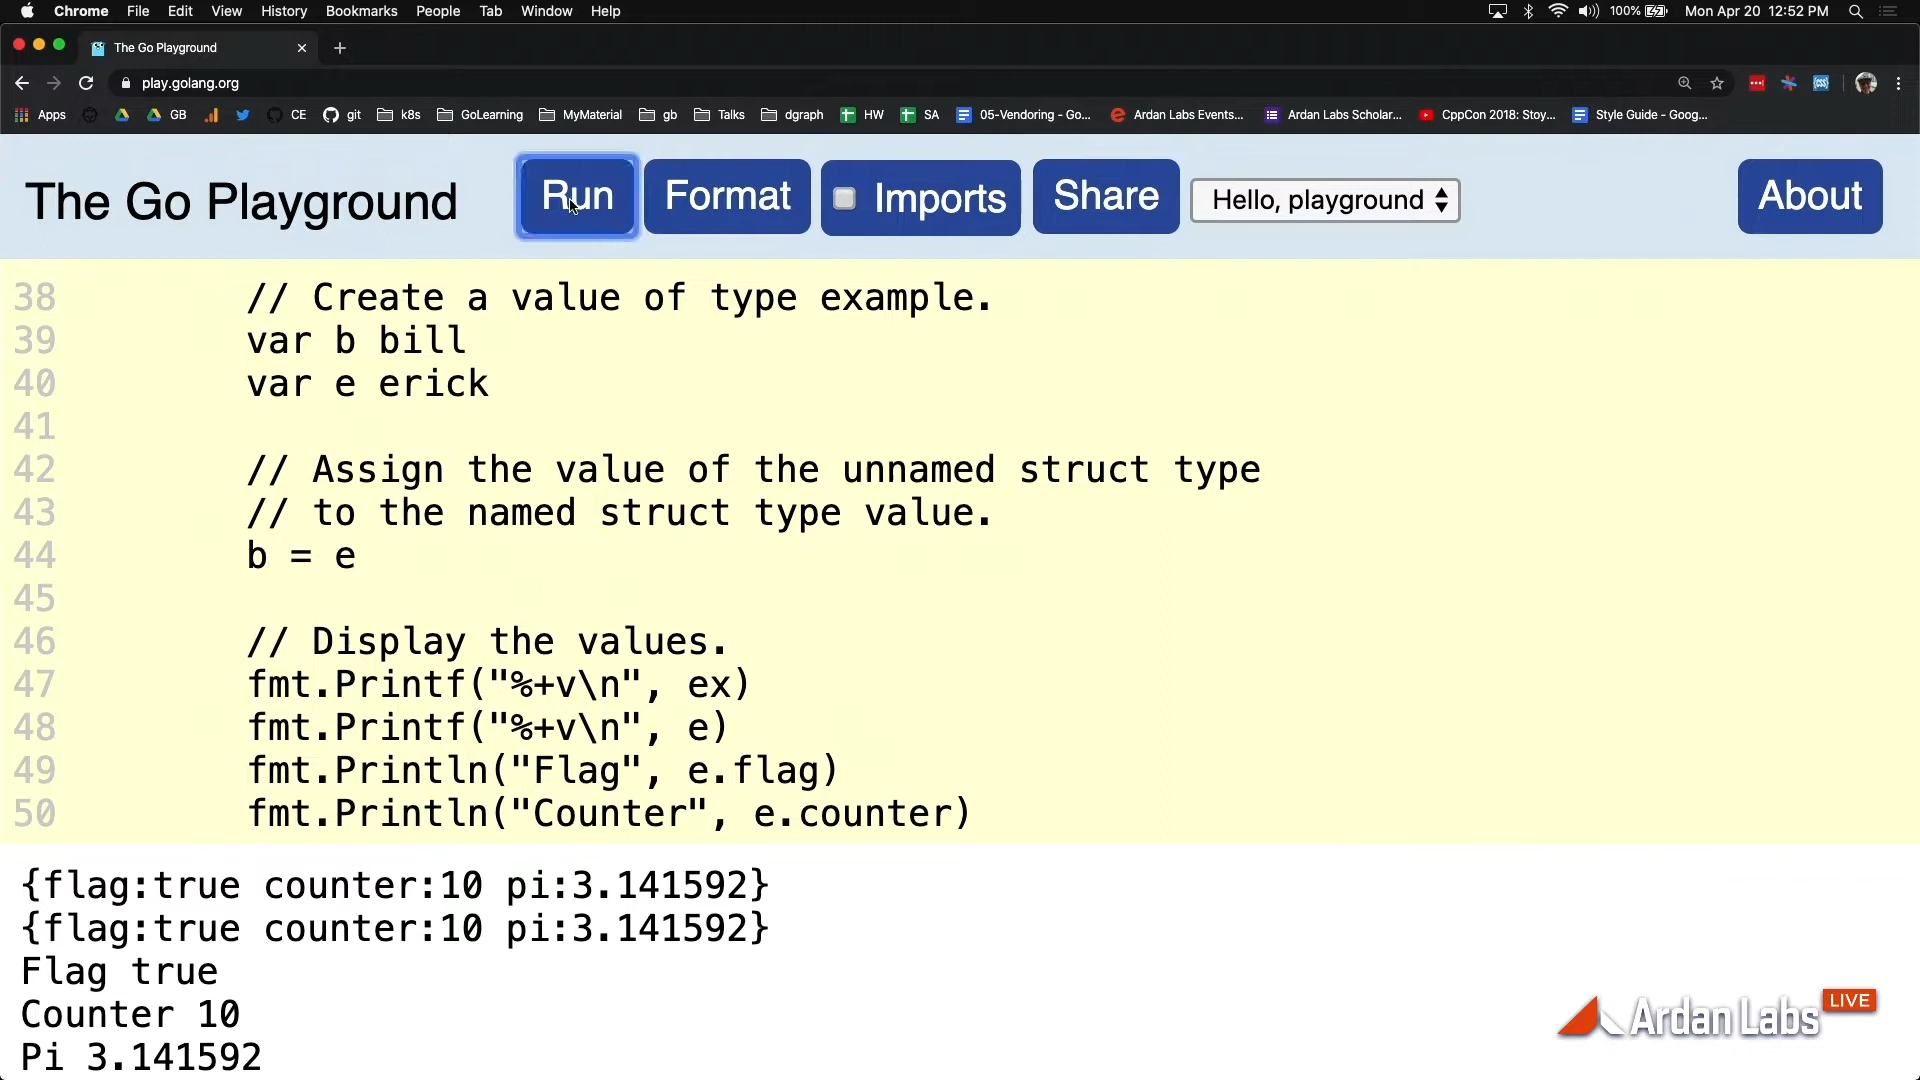 Chrome File Edit View History Bookmarks People Tab Window Help 100% Mon Apr 20 12:52 PM
The Go Playground
play.golang.org
Apps GB CE git k8s GoLearning MyMaterial gb Talks dgraph HW SA 05-Vendoring - Go... Ardan Labs Events... Ardan Labs Scholar... CppCon 2018: Stoy... Style Guide - Goog...
The Go Playground Run Format Imports Share Hello, playground About
38 // Create a value of type example.
39 var b bill
40 var e erick
41
42 // Assign the value of the unnamed struct type
43 // to the named struct type value.
44 b = e
45
46 // Display the values.
47 fmt.Printf("%+v\n", ex)
48 fmt.Printf("%+v\n", e)
49 fmt.Println("Flag", e.flag)
50 fmt.Println("Counter", e.counter)
{flag:true counter:10 pi:3.141592}
{flag:true counter:10 pi:3.141592}
Flag true
Counter 10
Pi 3.141592
Ardan Labs LIVE